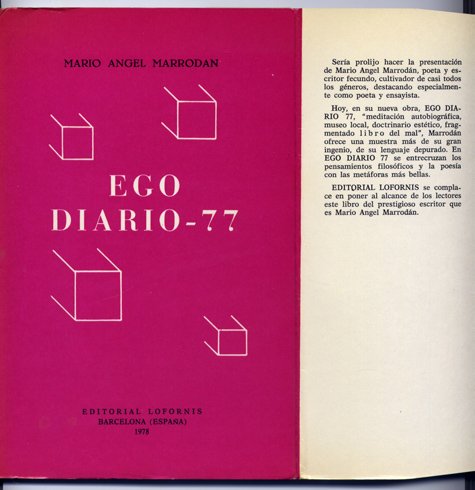 MARIO ANGEL MARRODAN
EGO
DIARIO-77
EDITORIAL LOFORNIS
BARCELONA (ESPAÑA)
1978
Sería prolijo hacer la presentación
de Mario Angel Marrodán, poeta y es-
critor fecundo, cultivador de casi todos
los géneros, destacando especialmen-
te como poeta y ensayista.
Hoy, en su nueva obra, EGO DIA-
RIO 77, "meditación autobiográfica,
museo local, doctrinario estético, frag-
mentado libro del mal", Marrodán
ofrece una muestra más de su gran
ingenio, de su lenguaje depurado. En
EGO DIARIO 77 se entrecruzan los
pensamientos filosóficos y la poesía
con las metáforas más bellas.
EDITORIAL LOFORNIS se compla-
ce en poner al alcance de los lectores
este libro del prestigioso escritor que
es Mario Angel Marrodán.